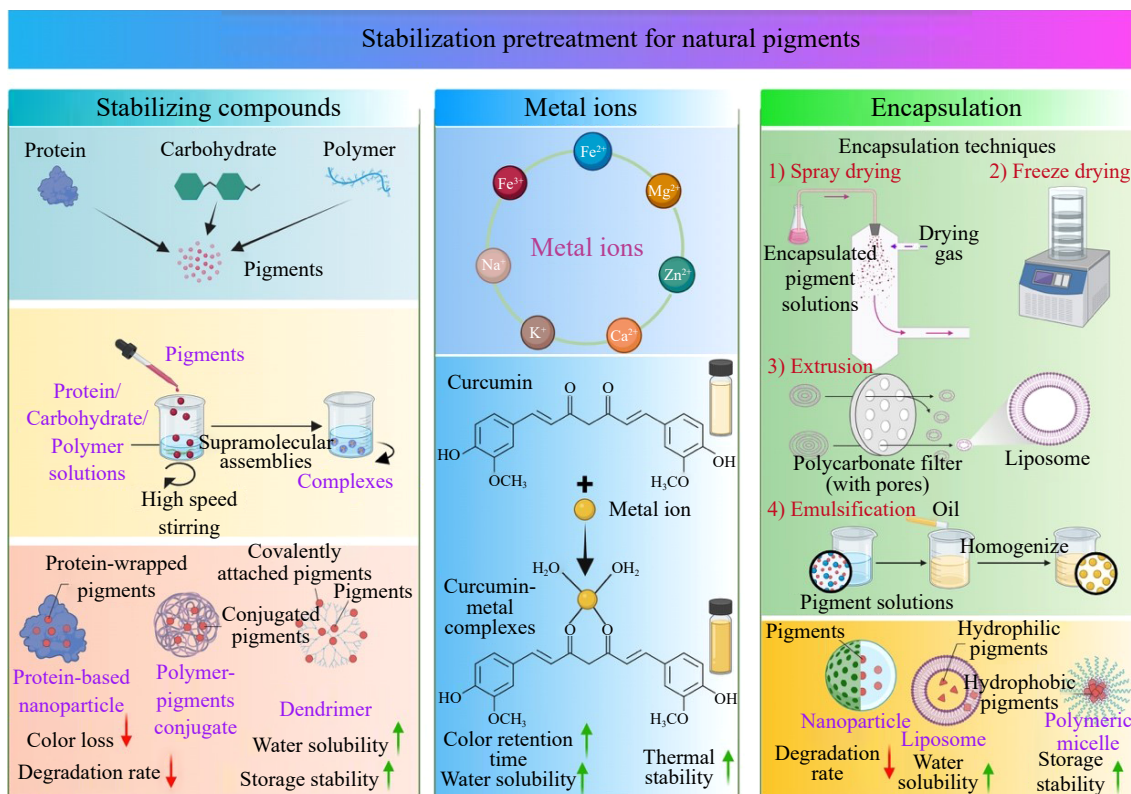 Stabilization pretreatment for natural pigments
Stabilizing compounds
Protein
Carbohydrate
Polymer
Pigments
Pigments
Protein/
Carbohydrate/
Polymer
solutions
Supramolecular
assemblies
Complexes
High speed
stirring
Protein-wrapped
pigments
Covalently
attached pigments
Pigments
Conjugated
pigments
Protein-based
nanoparticle
Polymer-
pigments
conjugate
Dendrimer
Color loss
Degradation rate
Water solubility
Storage stability
Metal ions
Fe²⁺
Fe³⁺
Mg²⁺
Metal ions
Na⁺
Zn²⁺
K⁺
Ca²⁺
Curcumin
O
O
HO
OCH₃
H₃CO
OH
+
Metal ion
H₂O
OH₂
Curcumin-
metal
complexes
O
O
HO
OCH₃
H₃CO
OH
Color retention
time
Water solubility
Thermal
stability
Encapsulation
Encapsulation techniques
1) Spray drying
2) Freeze drying
Drying
gas
Encapsulated
pigment
solutions
3) Extrusion
Polycarbonate filter
(with pores)
Liposome
4) Emulsification
Oil
Homogenize
Pigment solutions
Pigments
Hydrophilic
pigments
Hydrophobic
pigments
Nanoparticle
Liposome
Polymeric
micelle
Degradation
rate
Water
solubility
Storage
stability